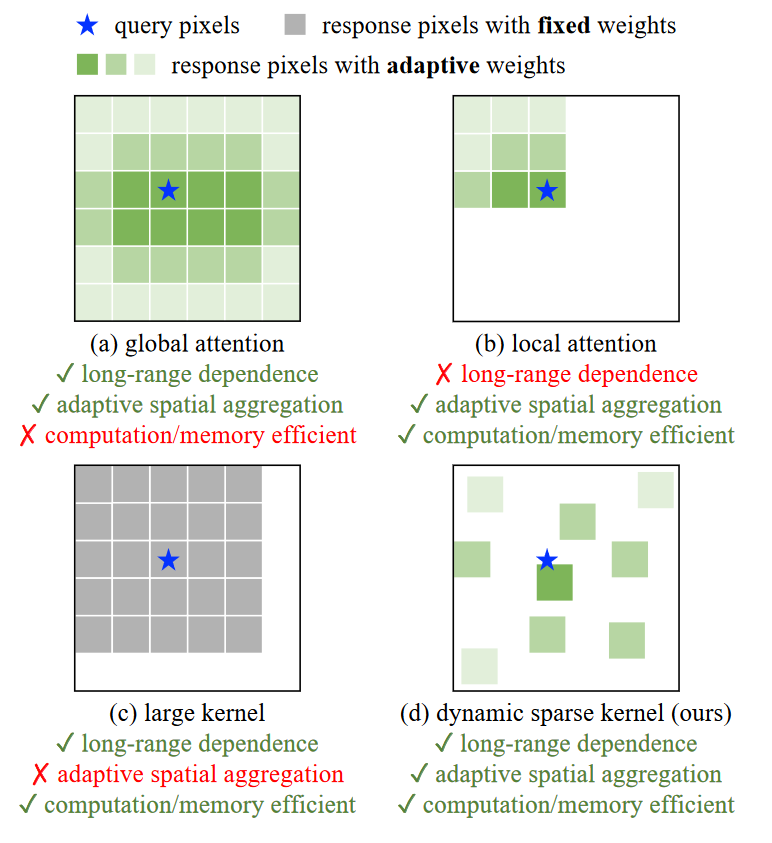 query pixels response pixels with fixed weights
response pixels with adaptive weights
(a) global attention
✓ long-range dependence
✓ adaptive spatial aggregation
✗ computation/memory efficient
(b) local attention
✗ long-range dependence
✓ adaptive spatial aggregation
✓ computation/memory efficient
(c) large kernel
✓ long-range dependence
✗ adaptive spatial aggregation
✓ computation/memory efficient
(d) dynamic sparse kernel (ours)
✓ long-range dependence
✓ adaptive spatial aggregation
✓ computation/memory efficient